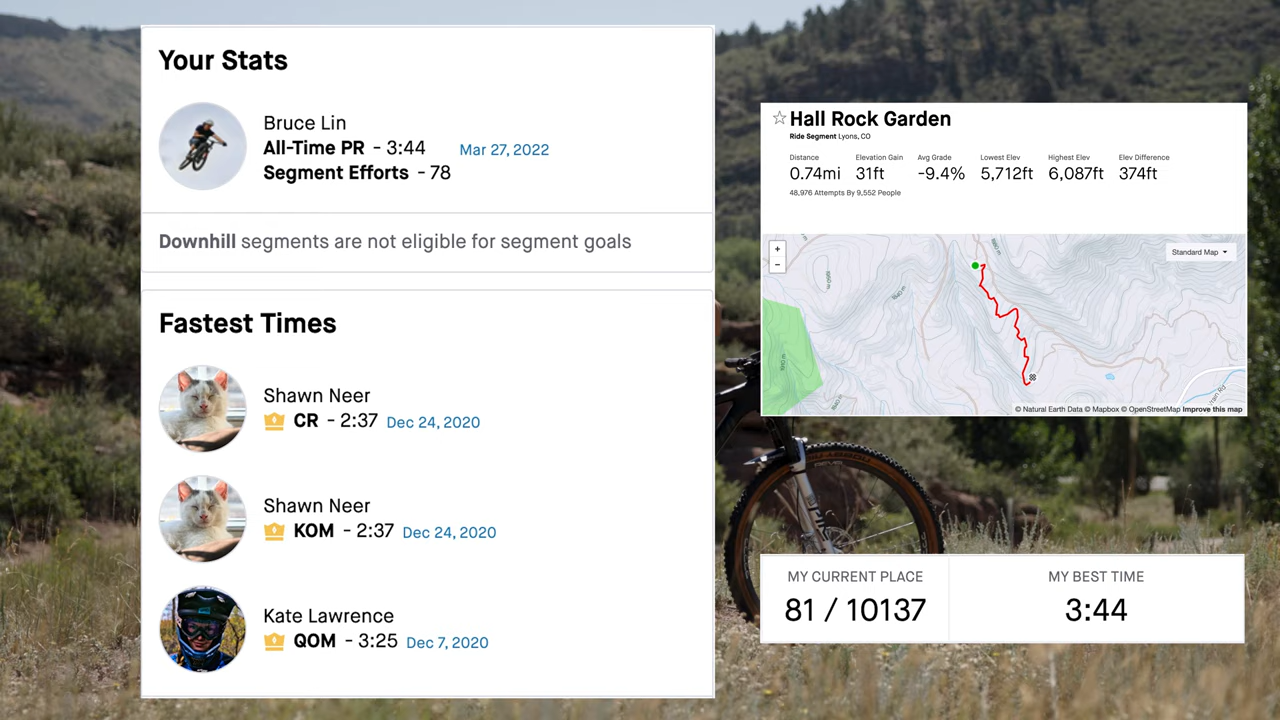 Your Stats
Bruce Lin
All-Time PR - 3:44 Mar 27, 2022
Segment Efforts - 78
Downhill segments are not eligible for segment goals
Fastest Times
Shawn Neer
CR - 2:37 Dec 24, 2020
Shawn Neer
KOM - 2:37 Dec 24, 2020
Kate Lawrence
QOM - 3:25 Dec 7, 2020
Hall Rock Garden
Ride Segment Lyons, CO
Distance Elevation Gain Avg Grade Lowest Elev Highest Elev Elev Difference
0.74mi 31ft -9.4% 5,712ft 6,087ft 374ft
48,976 Attempts By 9,552 People
+
−
Standard Map
© Natural Earth Data © Mapbox © OpenStreetMap Improve this map
MY CURRENT PLACE
81 / 10137
MY BEST TIME
3:44